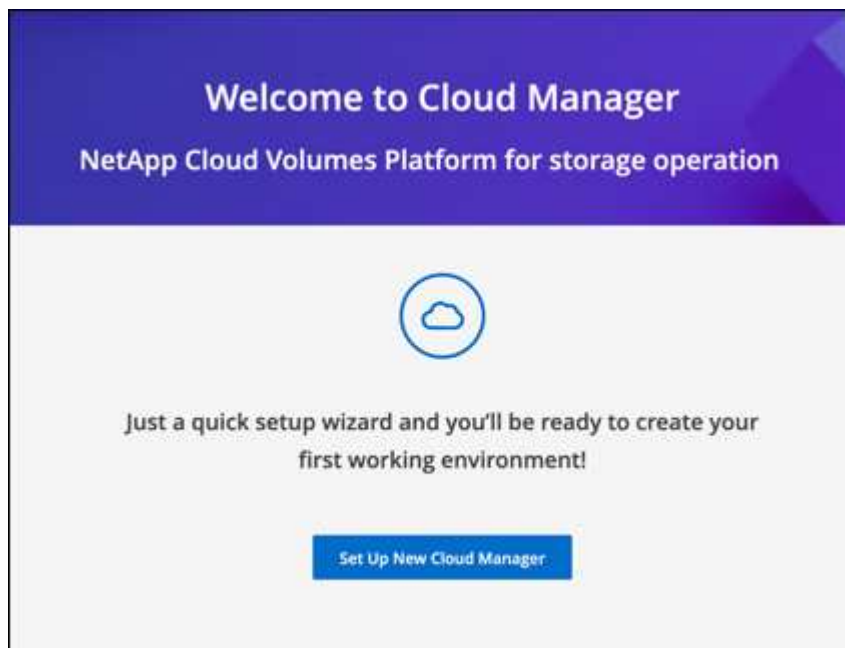 Welcome to Cloud Manager
NetApp Cloud Volumes Platform for storage operation
Just a quick setup wizard and you'll be ready to create your
first working environment!
Set Up New Cloud Manager